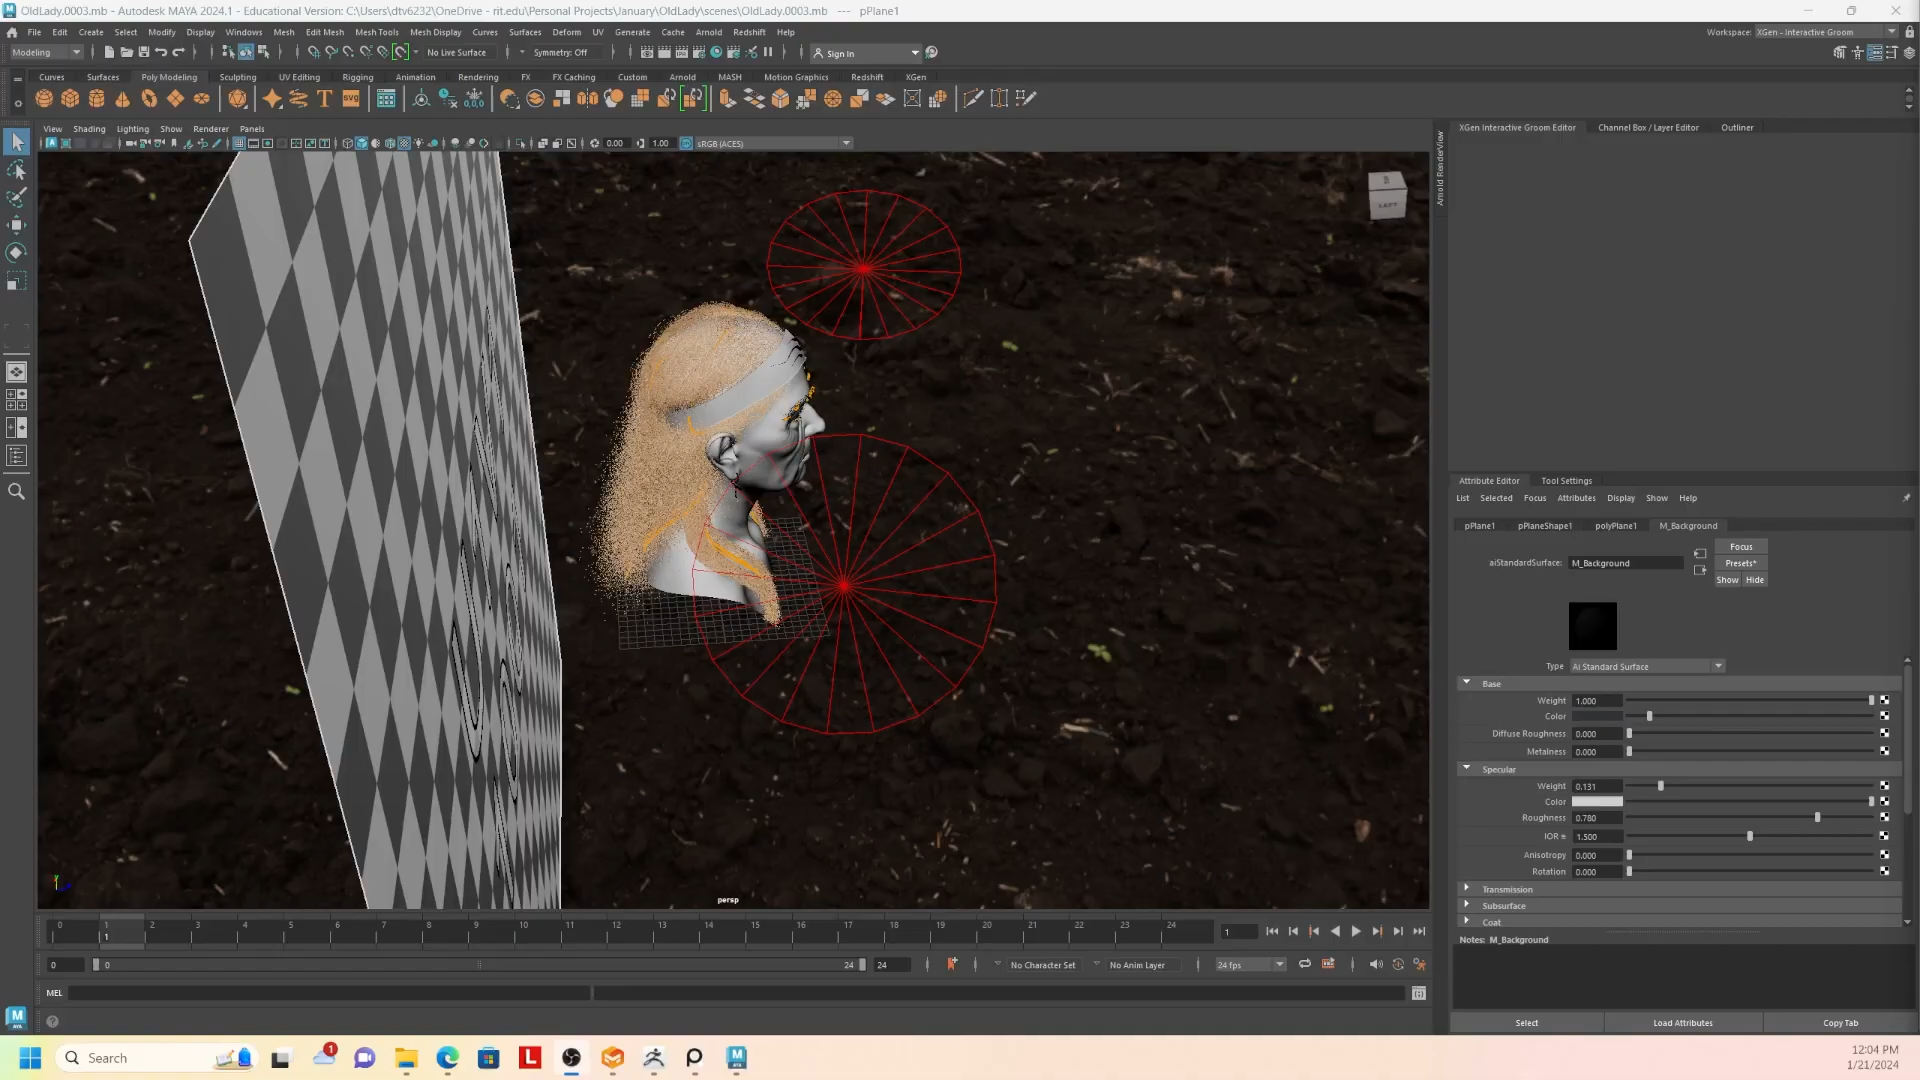 OldLady.0003.mb - Autodesk MAYA 2024.1 - Educational Version: C:\Users\dtv6232\OneDrive - rit.edu\Personal Projects\January\OldLady\scenes\OldLady.0003.mb --- pPlane1
File Edit Create Select Modify Display Windows Mesh Edit Mesh Mesh Tools Mesh Display Curves Surfaces Deform UV Generate Cache Arnold Redshift Help
Workspace: XGen - Interactive Groom
Modeling No Live Surface Symmetry: Off Sign In
Curves Surfaces Poly Modeling Sculpting UV Editing Rigging Animation Rendering FX FX Caching Custom Arnold MASH Motion Graphics Redshift XGen
View Shading Lighting Show Renderer Panels
0.00 1.00 sRGB (ACES)
XGen Interactive Groom Editor Channel Box / Layer Editor Outliner
Arnold RenderView
LEFT
persp
Attribute Editor Tool Settings
List Selected Focus Attributes Display Show Help
pPlane1 pPlaneShape1 polyPlane1 M_Background
Focus
aiStandardSurface: M_Background
Presets*
Show Hide
Type Ai Standard Surface
Base
Weight 1.000
Color
Diffuse Roughness 0.000
Metalness 0.000
Specular
Weight 0.131
Color
Roughness 0.780
IOR 1.500
Anisotropy 0.000
Rotation 0.000
Transmission
Subsurface
Coat
Notes: M_Background
Select Load Attributes Copy Tab
0 1 2 3 4 5 6 7 8 9 10 11 12 13 14 15 16 17 18 19 20 21 22 23 24
1
1
0 0 24 24 No Character Set No Anim Layer 24 fps
MEL
Search
1
12:04 PM
1/21/2024